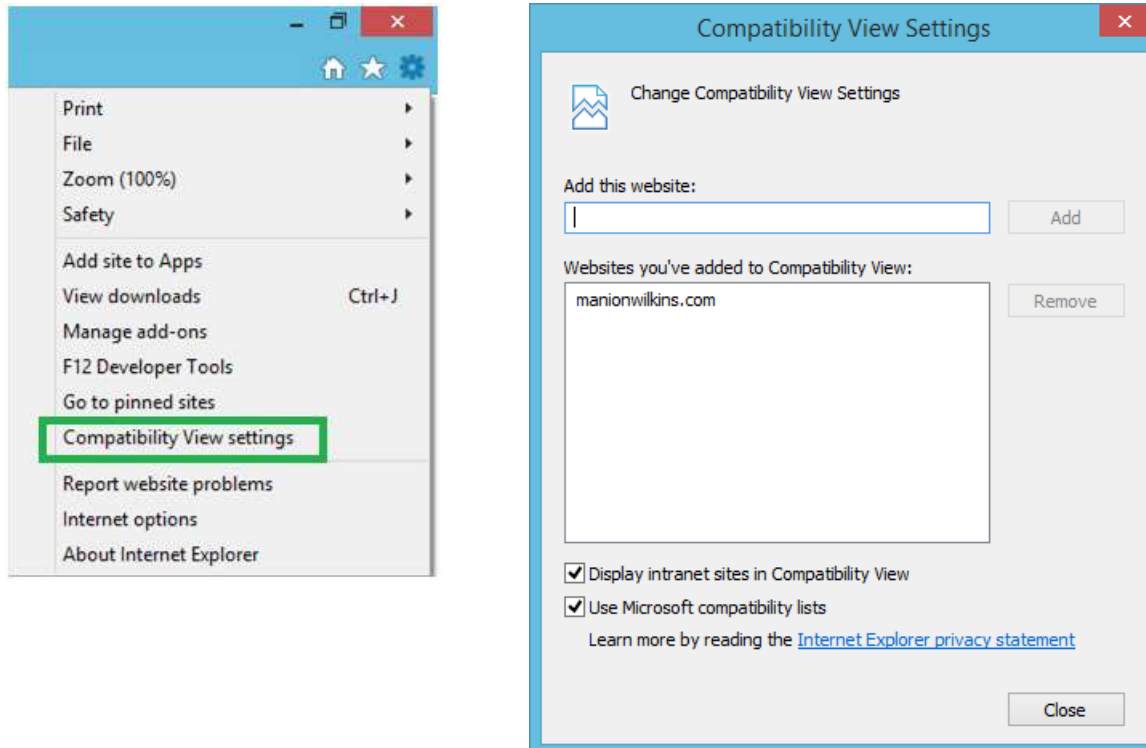 Print
File
Zoom (100%)
Safety
Add site to Apps
View downloads Ctrl+J
Manage add-ons
F12 Developer Tools
Go to pinned sites
Compatibility View settings
Report website problems
Internet options
About Internet Explorer
Compatibility View Settings
Change Compatibility View Settings
Add this website:
Add
Websites you've added to Compatibility View:
manionwilkins.com
Remove
Display intranet sites in Compatibility View
Use Microsoft compatibility lists
Learn more by reading the Internet Explorer privacy statement
Close